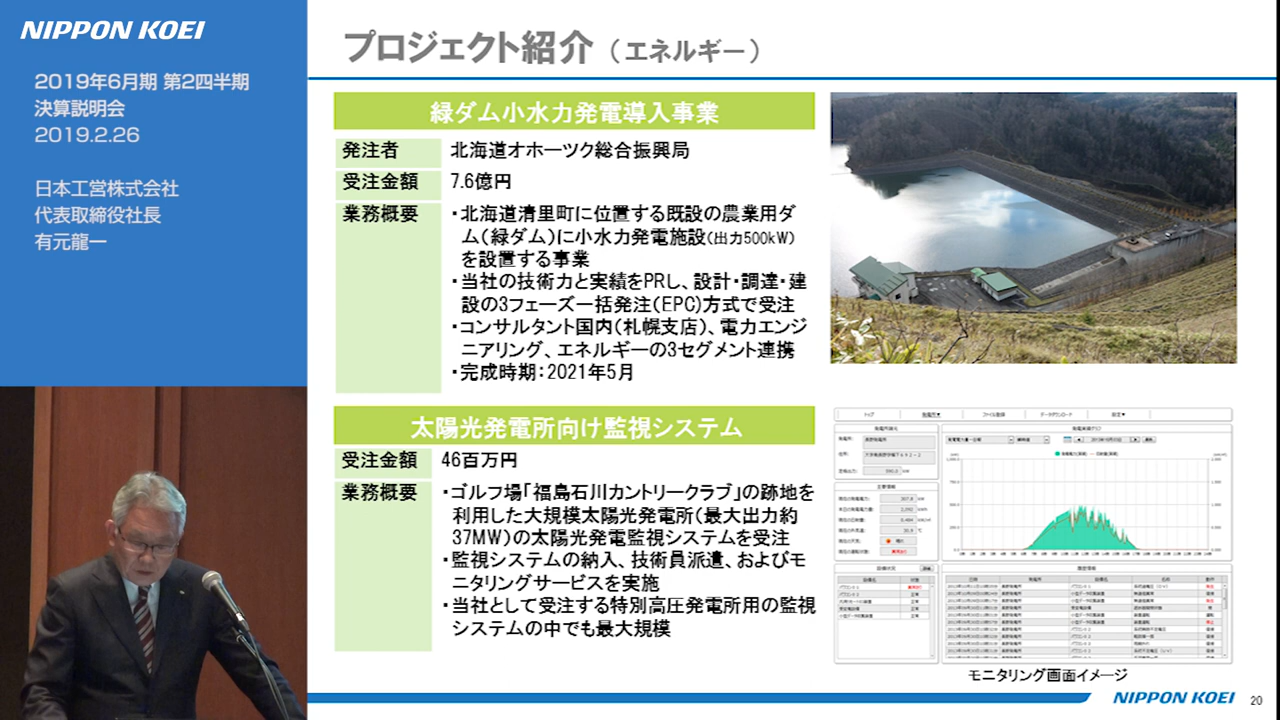 NIPPON KOEI
2019年6月期 第2四半期
決算説明会
2019.2.26
日本工営株式会社
代表取締役社長
有元龍一
プロジェクト紹介（エネルギー）
緑ダム小水力発電導入事業
発注者 北海道オホーツク総合振興局
受注金額 7.6億円
業務概要 ・北海道清里町に位置する既設の農業用ダ
ム（緑ダム）に小水力発電施設（出力500kW）
を設置する事業
・当社の技術力と実績をPRし、設計・調達・建
設の3フェーズ一括発注（EPC）方式で受注
・コンサルタント国内（札幌支店）、電力エンジ
ニアリング、エネルギーの3セグメント連携
・完成時期：2021年5月
太陽光発電所向け監視システム
受注金額 46百万円
業務概要 ・ゴルフ場「福島石川カントリークラブ」の跡地を
利用した大規模太陽光発電所（最大出力約
37MW）の太陽光発電監視システムを受注
・監視システムの納入、技術員派遣、およびモ
ニタリングサービスを実施
・当社として受注する特別高圧発電所用の監視
システムの中でも最大規模
トップ
ファイル登録
データダウンロード
モニタリング画面イメージ
NIPPON KOEI
20